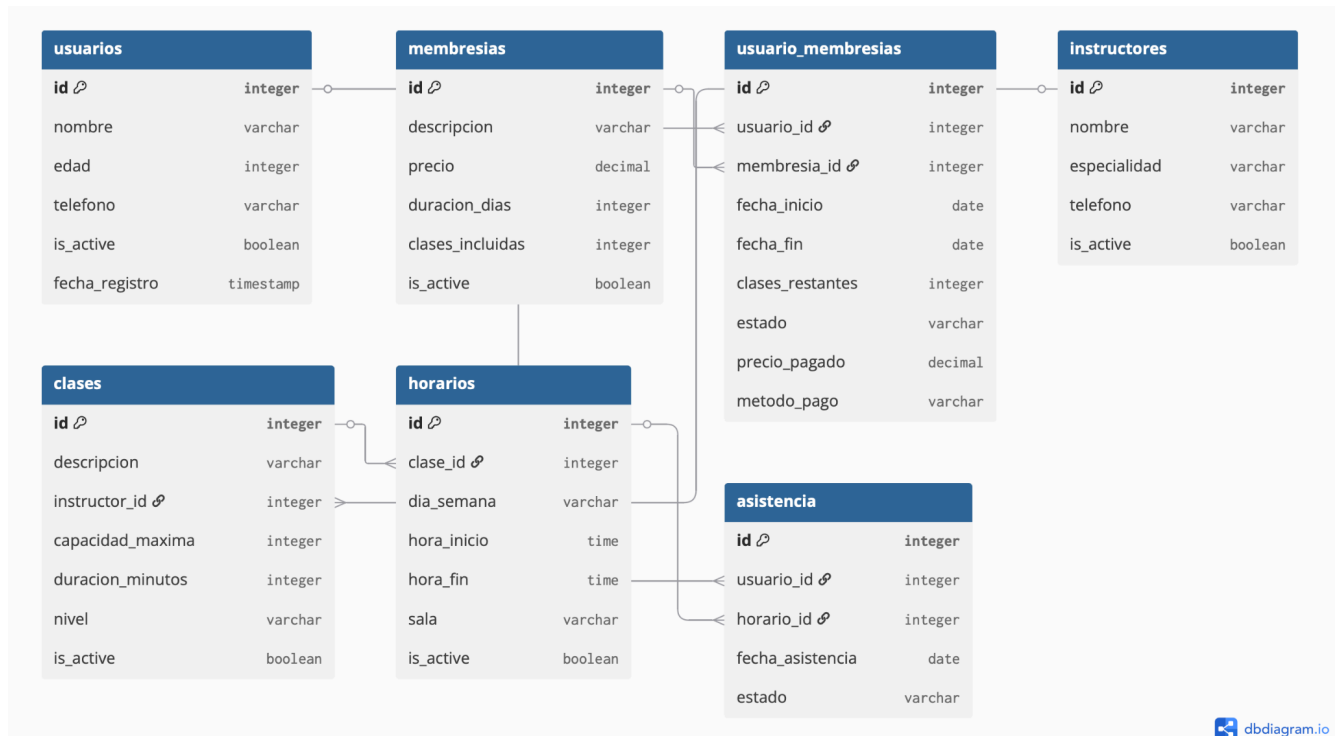 usuarios
id integer
nombre varchar
edad integer
telefono varchar
is_active boolean
fecha_registro timestamp
membresias
id integer
descripcion varchar
precio decimal
duracion_dias integer
clases_incluidas integer
is_active boolean
usuario_membresias
id integer
usuario_id integer
membresia_id integer
fecha_inicio date
fecha_fin date
clases_restantes integer
estado varchar
precio_pagado decimal
metodo_pago varchar
instructores
id integer
nombre varchar
especialidad varchar
telefono varchar
is_active boolean
clases
id integer
descripcion varchar
instructor_id integer
capacidad_maxima integer
duracion_minutos integer
nivel varchar
is_active boolean
horarios
id integer
clase_id integer
dia_semana varchar
hora_inicio time
hora_fin time
sala varchar
is_active boolean
asistencia
id integer
usuario_id integer
horario_id integer
fecha_asistencia date
estado varchar
dbdiagram.io